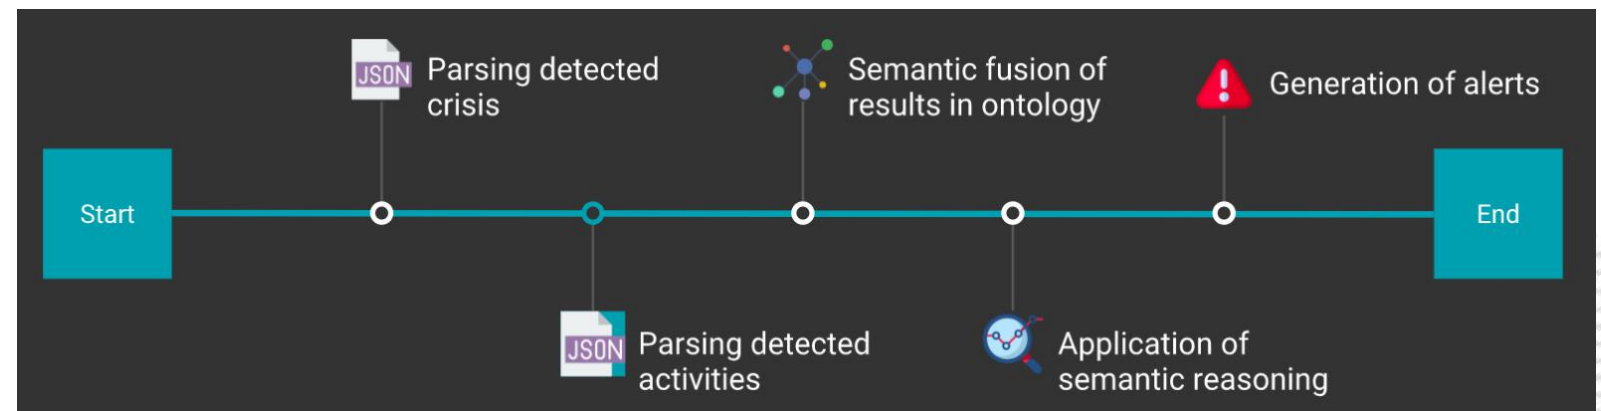 JSON
Parsing detected
crisis
Semantic fusion of
results in ontology
Generation of alerts
Start
End
JSON
Parsing detected
activities
Application of
semantic reasoning